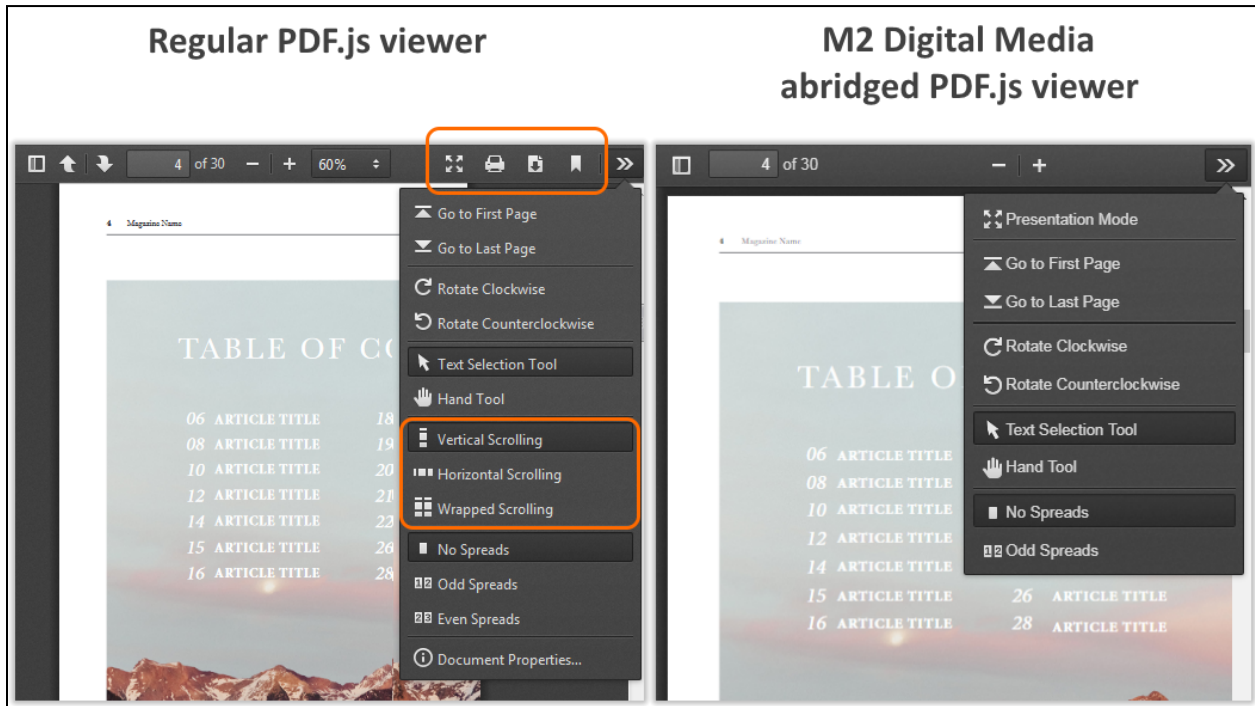 Regular PDF.js viewer
4 of 30
60%
4 Magazine Name
TABLE OF CO
06 ARTICLE TITLE 18
08 ARTICLE TITLE 19
10 ARTICLE TITLE 20
12 ARTICLE TITLE 21
14 ARTICLE TITLE 22
15 ARTICLE TITLE 26
16 ARTICLE TITLE 28
Go to First Page
Go to Last Page
Rotate Clockwise
Rotate Counterclockwise
Text Selection Tool
Hand Tool
Vertical Scrolling
Horizontal Scrolling
Wrapped Scrolling
No Spreads
Odd Spreads
Even Spreads
Document Properties...
M2 Digital Media
abridged PDF.js viewer
4 of 30
4 Magazine Name
TABLE O
06 ARTICLE TITLE
08 ARTICLE TITLE
10 ARTICLE TITLE
12 ARTICLE TITLE
14 ARTICLE TITLE
15 ARTICLE TITLE 26 ARTICLE TITLE
16 ARTICLE TITLE 28 ARTICLE TITLE
Presentation Mode
Go to First Page
Go to Last Page
Rotate Clockwise
Rotate Counterclockwise
Text Selection Tool
Hand Tool
No Spreads
Odd Spreads